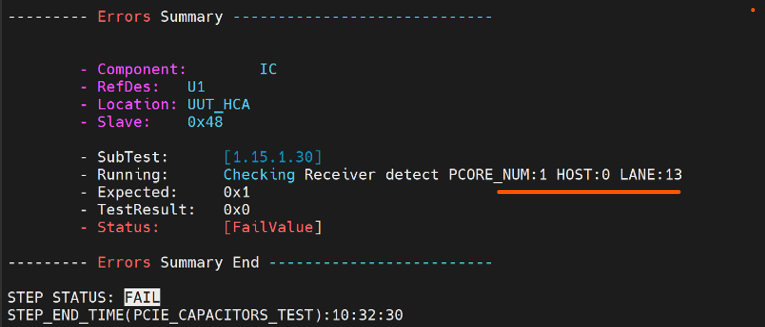 --------- Errors Summary -----------------------------
- Component: IC
- RefDes: U1
- Location: UUT_HCA
- Slave: 0x48
- SubTest: [1.15.1.30]
- Running: Checking Receiver detect PCORE_NUM:1 HOST:0 LANE:13
- Expected: 0x1
- TestResult: 0x0
- Status: [FailValue]
--------- Errors Summary End -------------------------
STEP STATUS: FAIL
STEP_END_TIME(PCIE_CAPACITORS_TEST):10:32:30